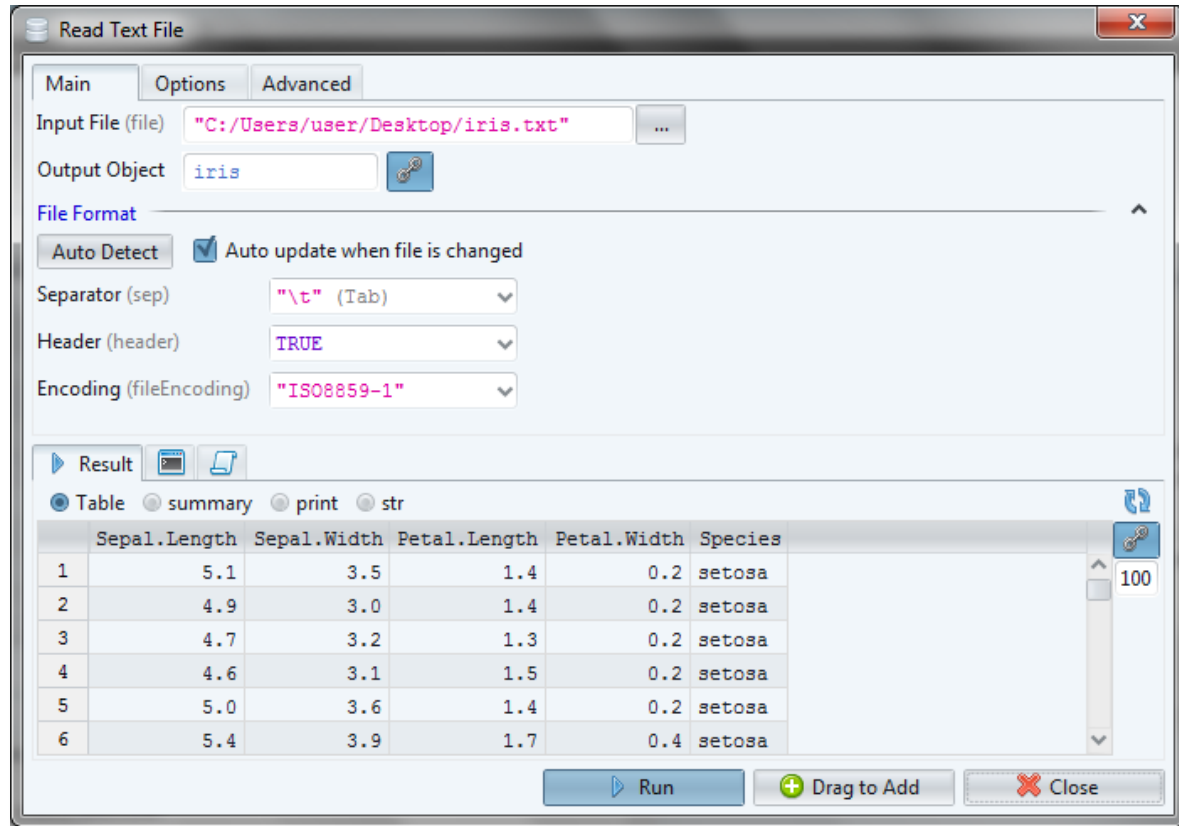 Read Text File
Main Options Advanced
Input File (file) "C:/Users/user/Desktop/iris.txt" ...
Output Object iris
File Format
Auto Detect Auto update when file is changed
Separator (sep) "\t" (Tab)
Header (header) TRUE
Encoding (fileEncoding) "ISO8859-1"
Result
Table summary print str
Sepal.Length Sepal.Width Petal.Length Petal.Width Species
1 5.1 3.5 1.4 0.2 setosa 100
2 4.9 3.0 1.4 0.2 setosa
3 4.7 3.2 1.3 0.2 setosa
4 4.6 3.1 1.5 0.2 setosa
5 5.0 3.6 1.4 0.2 setosa
6 5.4 3.9 1.7 0.4 setosa
Run Drag to Add Close